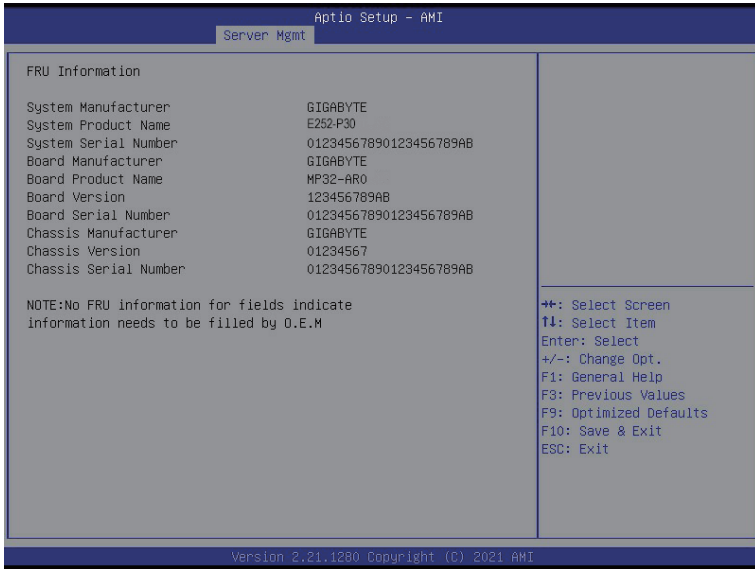 Aptio Setup - AMI
Server Mgmt
FRU Information
System Manufacturer GIGABYTE
System Product Name E252-P30
System Serial Number 01234567890123456789AB
Board Manufacturer GIGABYTE
Board Product Name MP32-AR0
Board Version 123456789AB
Board Serial Number 01234567890123456789AB
Chassis Manufacturer GIGABYTE
Chassis Version 01234567
Chassis Serial Number 01234567890123456789AB
NOTE:No FRU information for fields indicate
information needs to be filled by O.E.M
→←: Select Screen
↑↓: Select Item
Enter: Select
+/-: Change Opt.
F1: General Help
F3: Previous Values
F9: Optimized Defaults
F10: Save & Exit
ESC: Exit
Version 2.21.1280 Copyright (C) 2021 AMI